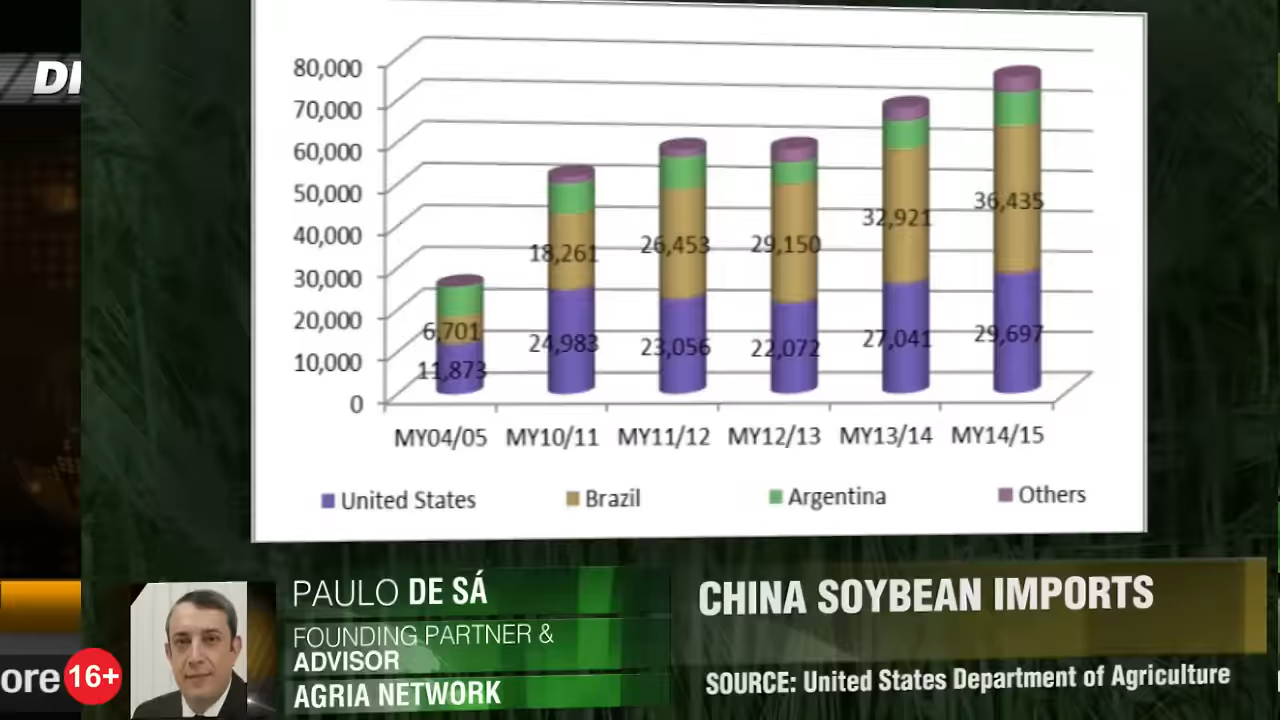 DI
80,000
70,000
60,000
50,000
40,000
30,000
20,000
10,000
0
6,701
11,873
18,261
24,983
26,453
23,056
29,150
22,072
32,921
27,041
36,435
29,697
MY04/05 MY10/11 MY11/12 MY12/13 MY13/14 MY14/15
United States Brazil Argentina Others
PAULO DE SÁ
FOUNDING PARTNER &
ADVISOR
AGRIA NETWORK
CHINA SOYBEAN IMPORTS
SOURCE: United States Department of Agriculture
ore 16+